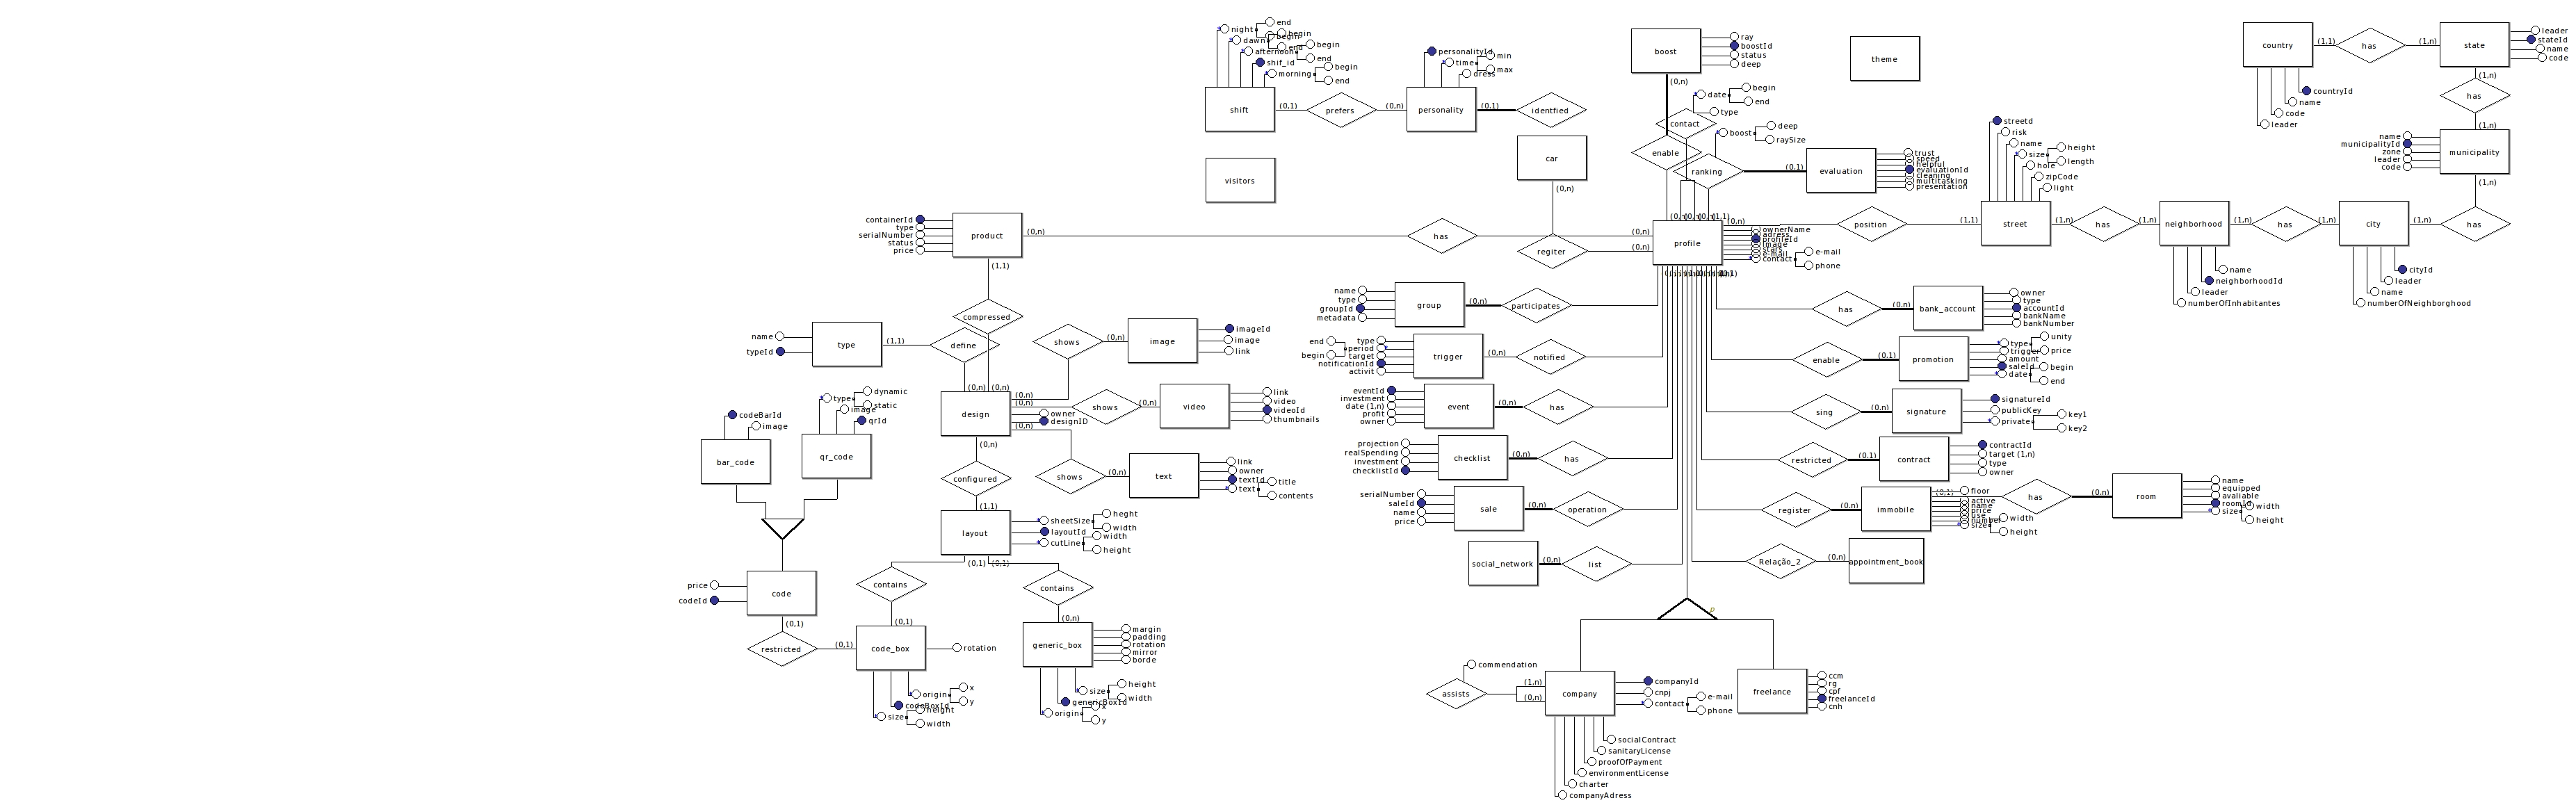 night
end
dawn
begin
begin
end
afternoon
begin
end
shif_id
morning
begin
end
shift
(0,1)
prefers
(0,n)
personality
personalityId
time
min
max
dress
(0,1)
identfied
visitors
car
(0,n)
boost
ray
boostId
status
deep
(0,n)
theme
date
begin
end
type
contact
boost
deep
raySize
enable
ranking
(0,1)
evaluation
trust
speed
helpful
evaluationId
cleaning
multitasking
presentation
country
(1,1)
has
(1,n)
state
leader
stateId
name
code
countryId
name
code
leader
(1,n)
has
(1,n)
municipality
name
municipalityId
zone
leader
code
(1,n)
streetd
risk
name
size
height
length
hole
zipCode
light
containerId
type
serialNumber
status
price
product
(0,n)
has
(0,n)
regiter
(0,n)
profile
(1,1)
(0,n)
position
(1,1)
street
(1,n)
has
(1,n)
neighborhood
(1,n)
has
(1,n)
city
(1,n)
has
ownerName
adress
profileId
image
stars
e-mail
contact
e-mail
phone
name
neighborhoodId
leader
numberOfInhabitantes
cityId
leader
name
numberOfNeighborghood
(1,1)
compressed
name
typeId
type
(1,1)
define
shows
(0,n)
image
imageId
image
link
name
type
groupId
metadata
group
(0,n)
participates
has
(0,n)
bank_account
owner
type
accountId
bankName
bankNumber
end
begin
type
period
target
notificationId
activit
trigger
(0,n)
notified
enable
(0,1)
promotion
type
unity
price
trigger
amount
saleId
date
begin
end
codeBarId
image
bar_code
type
dynamic
static
image
qrId
qr_code
(0,n)
(0,n)
design
(0,n)
(0,n)
owner
designID
(0,n)
(0,n)
shows
(0,n)
video
link
video
videoId
thumbnails
eventId
investment
date (1,n)
profit
owner
event
(0,n)
has
sing
(0,n)
signature
signatureId
publicKey
private
key1
key2
configured
(1,1)
shows
(0,n)
text
link
owner
textId
text
title
contents
projection
realSpending
investment
checklistId
checklist
(0,n)
has
restricted
(0,1)
contract
contractId
target (1,n)
type
owner
serialNumber
saleId
name
price
sale
(0,n)
operation
register
(0,n)
immobile
(0,1)
floor
active
name
price
use
number
size
width
height
has
(0,n)
room
name
equipped
avaliable
roomId
size
width
height
layout
sheetSize
heght
width
layoutId
cutLine
width
height
(0,1)
(0,1)
social_network
(0,n)
list
Relação_2
(0,n)
appointment_book
price
codeId
code
(0,1)
contains
(0,1)
contains
(0,n)
p
restricted
(0,1)
code_box
rotation
generic_box
margin
padding
rotation
mirror
borde
origin
x
y
codeBoxId
size
height
width
size
height
width
genericBoxId
origin
x
y
commendation
assists
(1,n)
(0,n)
company
companyId
cnpj
contact
e-mail
phone
freelance
ccm
rg
cpf
freelanceId
cnh
socialContract
sanitaryLicense
proofOfPayment
environmentLicense
charter
companyAdress